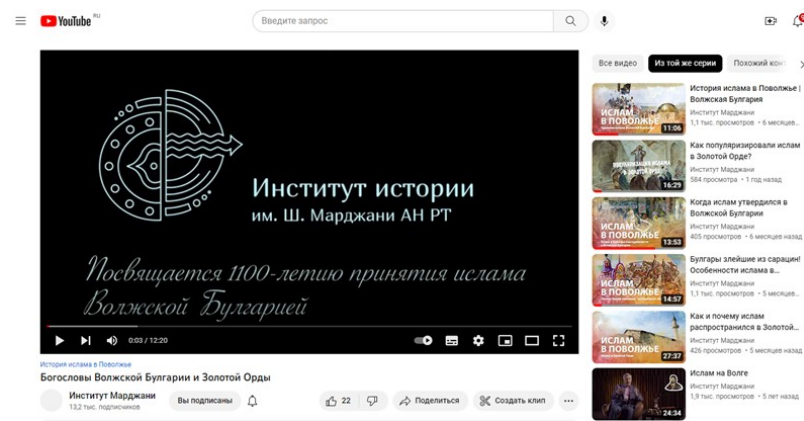 YouTube RU
Введите запрос
Институт истории
им. Ш. Марджани АН РТ
Посвящается 1100-летию принятия ислама
Волжской Булгарией
0:03 / 12:20
История ислама в Поволжье
Богословы Волжской Булгарии и Золотой Орды
Институт Марджани
13,2 тыс. подписчиков
Вы подписаны
22
Поделиться
Создать клип
Все видео
Из той же серии
Похожий кон
ИСЛАМ
В ПОВОЛЖЬЕ
11:06
История ислама в Поволжье |
Волжская Булгария
Институт Марджани
1,1 тыс. просмотров • 6 месяцев...
16:29
Как популяризировали ислам
в Золотой Орде?
Институт Марджани
584 просмотра • 1 год назад
ИСЛАМ
В ПОВОЛЖЬЕ
13:53
Когда ислам утвердился в
Волжской Булгарии
Институт Марджани
405 просмотров • 6 месяцев назад
ИСЛАМ
В ПОВОЛЖЬЕ
14:57
Булгары злейшие из сарацин!
Особенности ислама в...
Институт Марджани
1,1 тыс. просмотров • 5 месяцев...
ИСЛАМ
В ПОВОЛЖЬЕ
27:37
Как и почему ислам
распространился в Золотой...
Институт Марджани
426 просмотров • 5 месяцев назад
24:34
Ислам на Волге
Институт Марджани
1,9 тыс. просмотров • 5 лет назад